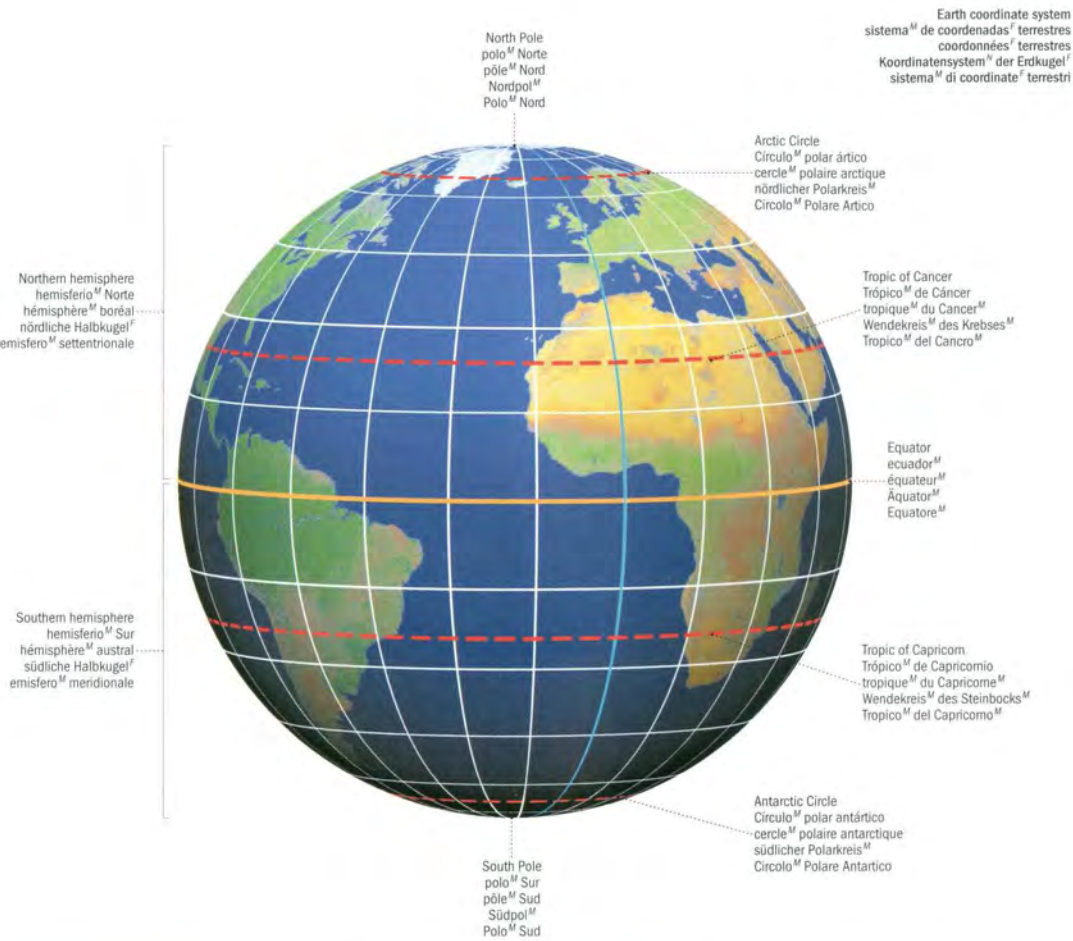 Earth coordinate system
sistemaᴹ de coordenadasꟳ terrestres
coordonnéesꟳ terrestres
Koordinatensystemᴺ der Erdkugelꟳ
sistemaᴹ di coordinateꟳ terrestri
North Pole
poloᴹ Norte
pôleᴹ Nord
Nordpolᴹ
Poloᴹ Nord
Arctic Circle
Círculoᴹ polar ártico
cercleᴹ polaire arctique
nördlicher Polarkreisᴹ
Circoloᴹ Polare Artico
Northern hemisphere
hemisferioᴹ Norte
hémisphèreᴹ boréal
nördliche Halbkugelꟳ
emisferoᴹ settentrionale
Tropic of Cancer
Trópicoᴹ de Cáncer
tropiqueᴹ du Cancerᴹ
Wendekreisᴹ des Krebsesᴹ
Tropicoᴹ del Cancroᴹ
Equator
ecuadorᴹ
équateurᴹ
Äquatorᴹ
Equatoreᴹ
Southern hemisphere
hemisferioᴹ Sur
hémisphèreᴹ austral
südliche Halbkugelꟳ
emisferoᴹ meridionale
Tropic of Capricorn
Trópicoᴹ de Capricornio
tropiqueᴹ du Capricorneᴹ
Wendekreisᴹ des Steinbocksᴹ
Tropicoᴹ del Capricornoᴹ
Antarctic Circle
Círculoᴹ polar antártico
cercleᴹ polaire antarctique
südlicher Polarkreisᴹ
Circoloᴹ Polare Antartico
South Pole
poloᴹ Sur
pôleᴹ Sud
Südpolᴹ
Poloᴹ Sud